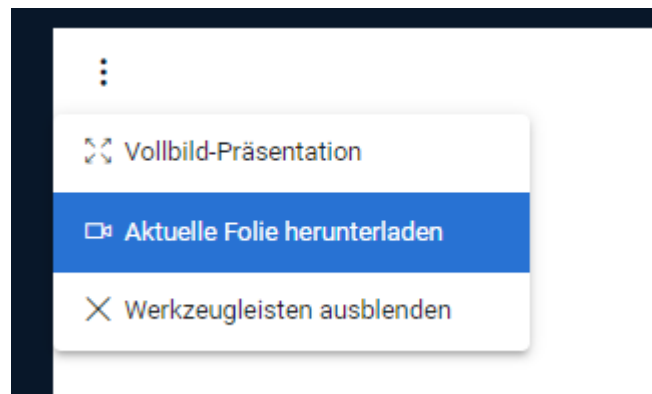 Vollbild-Präsentation
Aktuelle Folie herunterladen
Werkzeugleisten ausblenden